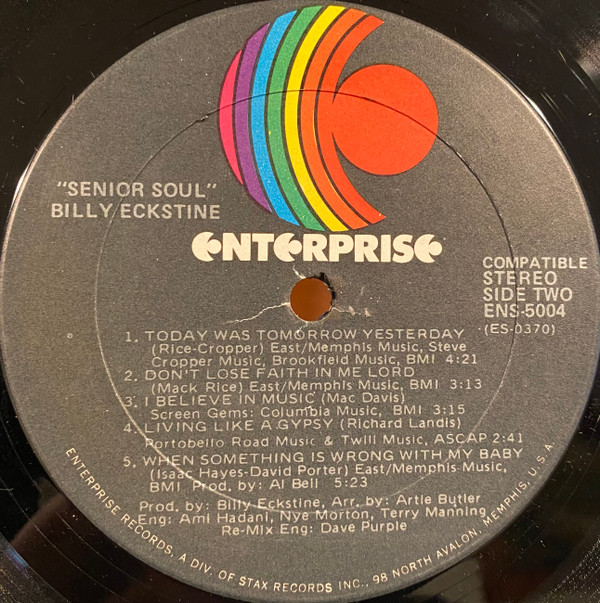 "SENIOR SOUL"
BILLY ECKSTINE
ENTERPRISE
COMPATIBLE
STEREO
SIDE TWO
ENS-5004
(ES-0370)
1. TODAY WAS TOMORROW YESTERDAY
(Rice-Cropper) East/Memphis Music, Steve
Cropper Music, Brookfield Music, BMI 4:21
2. DON'T LOSE FAITH IN ME LORD
(Mack Rice) East/Memphis Music, BMI 3:13
3. I BELIEVE IN MUSIC (Mac Davis)
Screen Gems: Columbia Music, BMI 3:15
4. LIVING LIKE A GYPSY (Richard Landis)
Portobello Road Music & Twill Music, ASCAP 2:41
5. WHEN SOMETHING IS WRONG WITH MY BABY
(Isaac Hayes-David Porter) East/Memphis Music,
BMI Prod. by: Al Bell 5:23
Prod. by: Billy Eckstine, Arr. by: Artie Butler
Eng: Ami Hadani, Nye Morton, Terry Manning
Re-Mix Eng: Dave Purple
ENTERPRISE RECORDS, A DIV. OF STAX RECORDS INC., 98 NORTH AVALON, MEMPHIS, U.S.A.